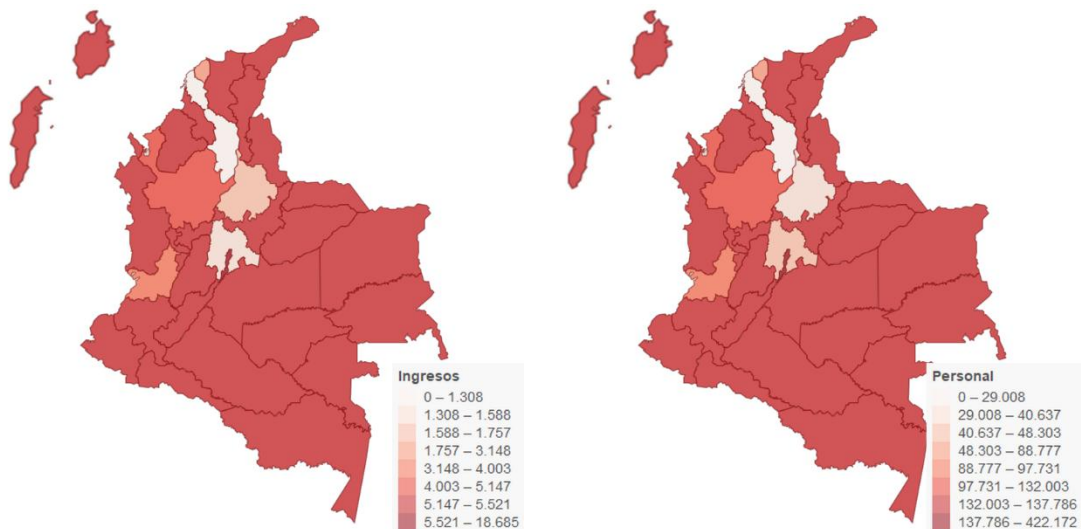 Ingresos
0 – 1.308
1.308 – 1.588
1.588 – 1.757
1.757 – 3.148
3.148 – 4.003
4.003 – 5.147
5.147 – 5.521
5.521 – 18.685
Personal
0 – 29.008
29.008 – 40.637
40.637 – 48.303
48.303 – 88.777
88.777 – 97.731
97.731 – 132.003
132.003 – 137.786
137.786 – 422.172